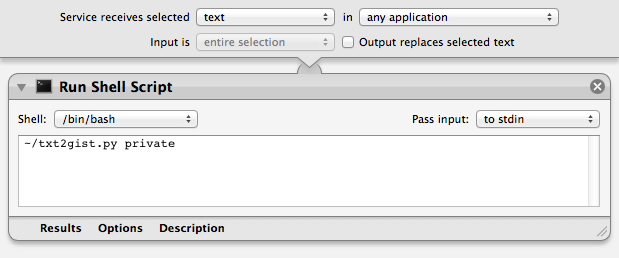 Service receives selected text in any application
Input is entire selection Output replaces selected text
Run Shell Script
Shell: /bin/bash Pass input: to stdin
~/txt2gist.py private
Results Options Description